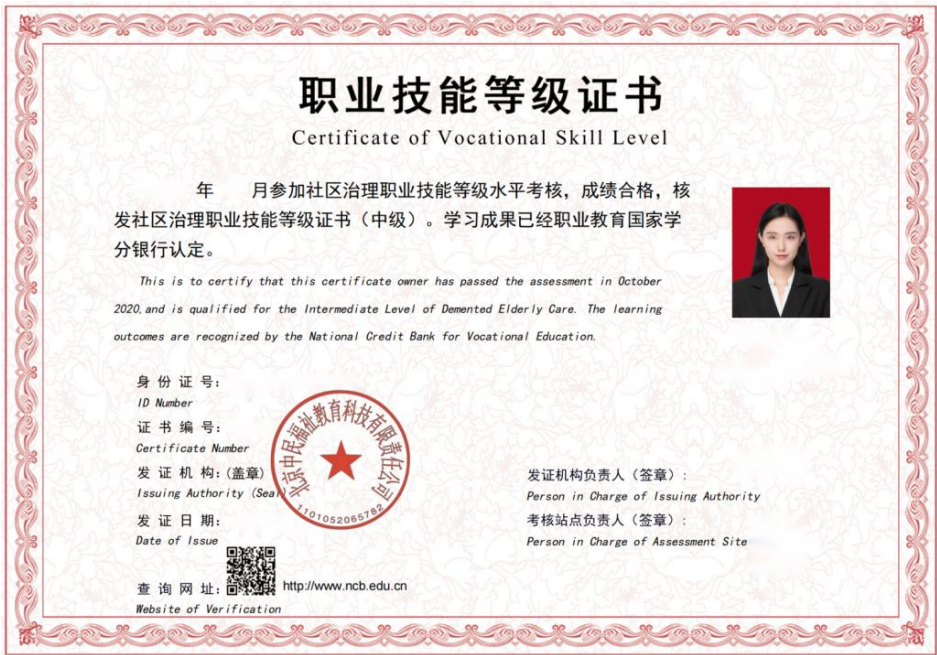 职业技能等级证书
Certificate of Vocational Skill Level
年 月参加社区治理职业技能等级水平考核，成绩合格，核
发社区治理职业技能等级证书（中级）。学习成果已经职业教育国家学
分银行认定。
This is to certify that this certificate owner has passed the assessment in October
2020,and is qualified for the Intermediate Level of Demented Elderly Care. The learning
outcomes are recognized by the National Credit Bank for Vocational Education.
身 份 证 号：
ID Number
证 书 编 号：
Certificate Number
发 证 机 构：(盖章)
Issuing Authority (Seal)
北京中民福祉教育科技有限责任公司
1101052065782
发证机构负责人（签章）:
Person in Charge of Issuing Authority
发 证 日 期：
Date of Issue
考核站点负责人（签章）:
Person in Charge of Assessment Site
查 询 网 址：
http://www.ncb.edu.cn
Website of Verification